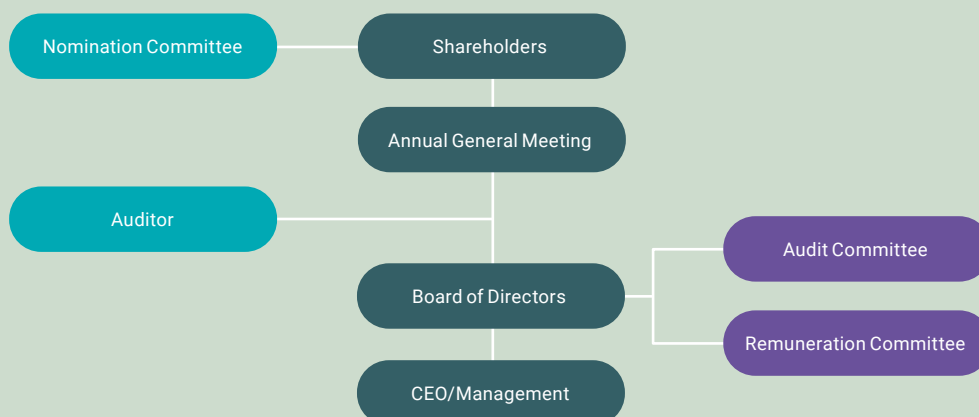 Nomination Committee
Shareholders
Annual General Meeting
Auditor
Audit Committee
Board of Directors
Remuneration Committee
CEO/Management